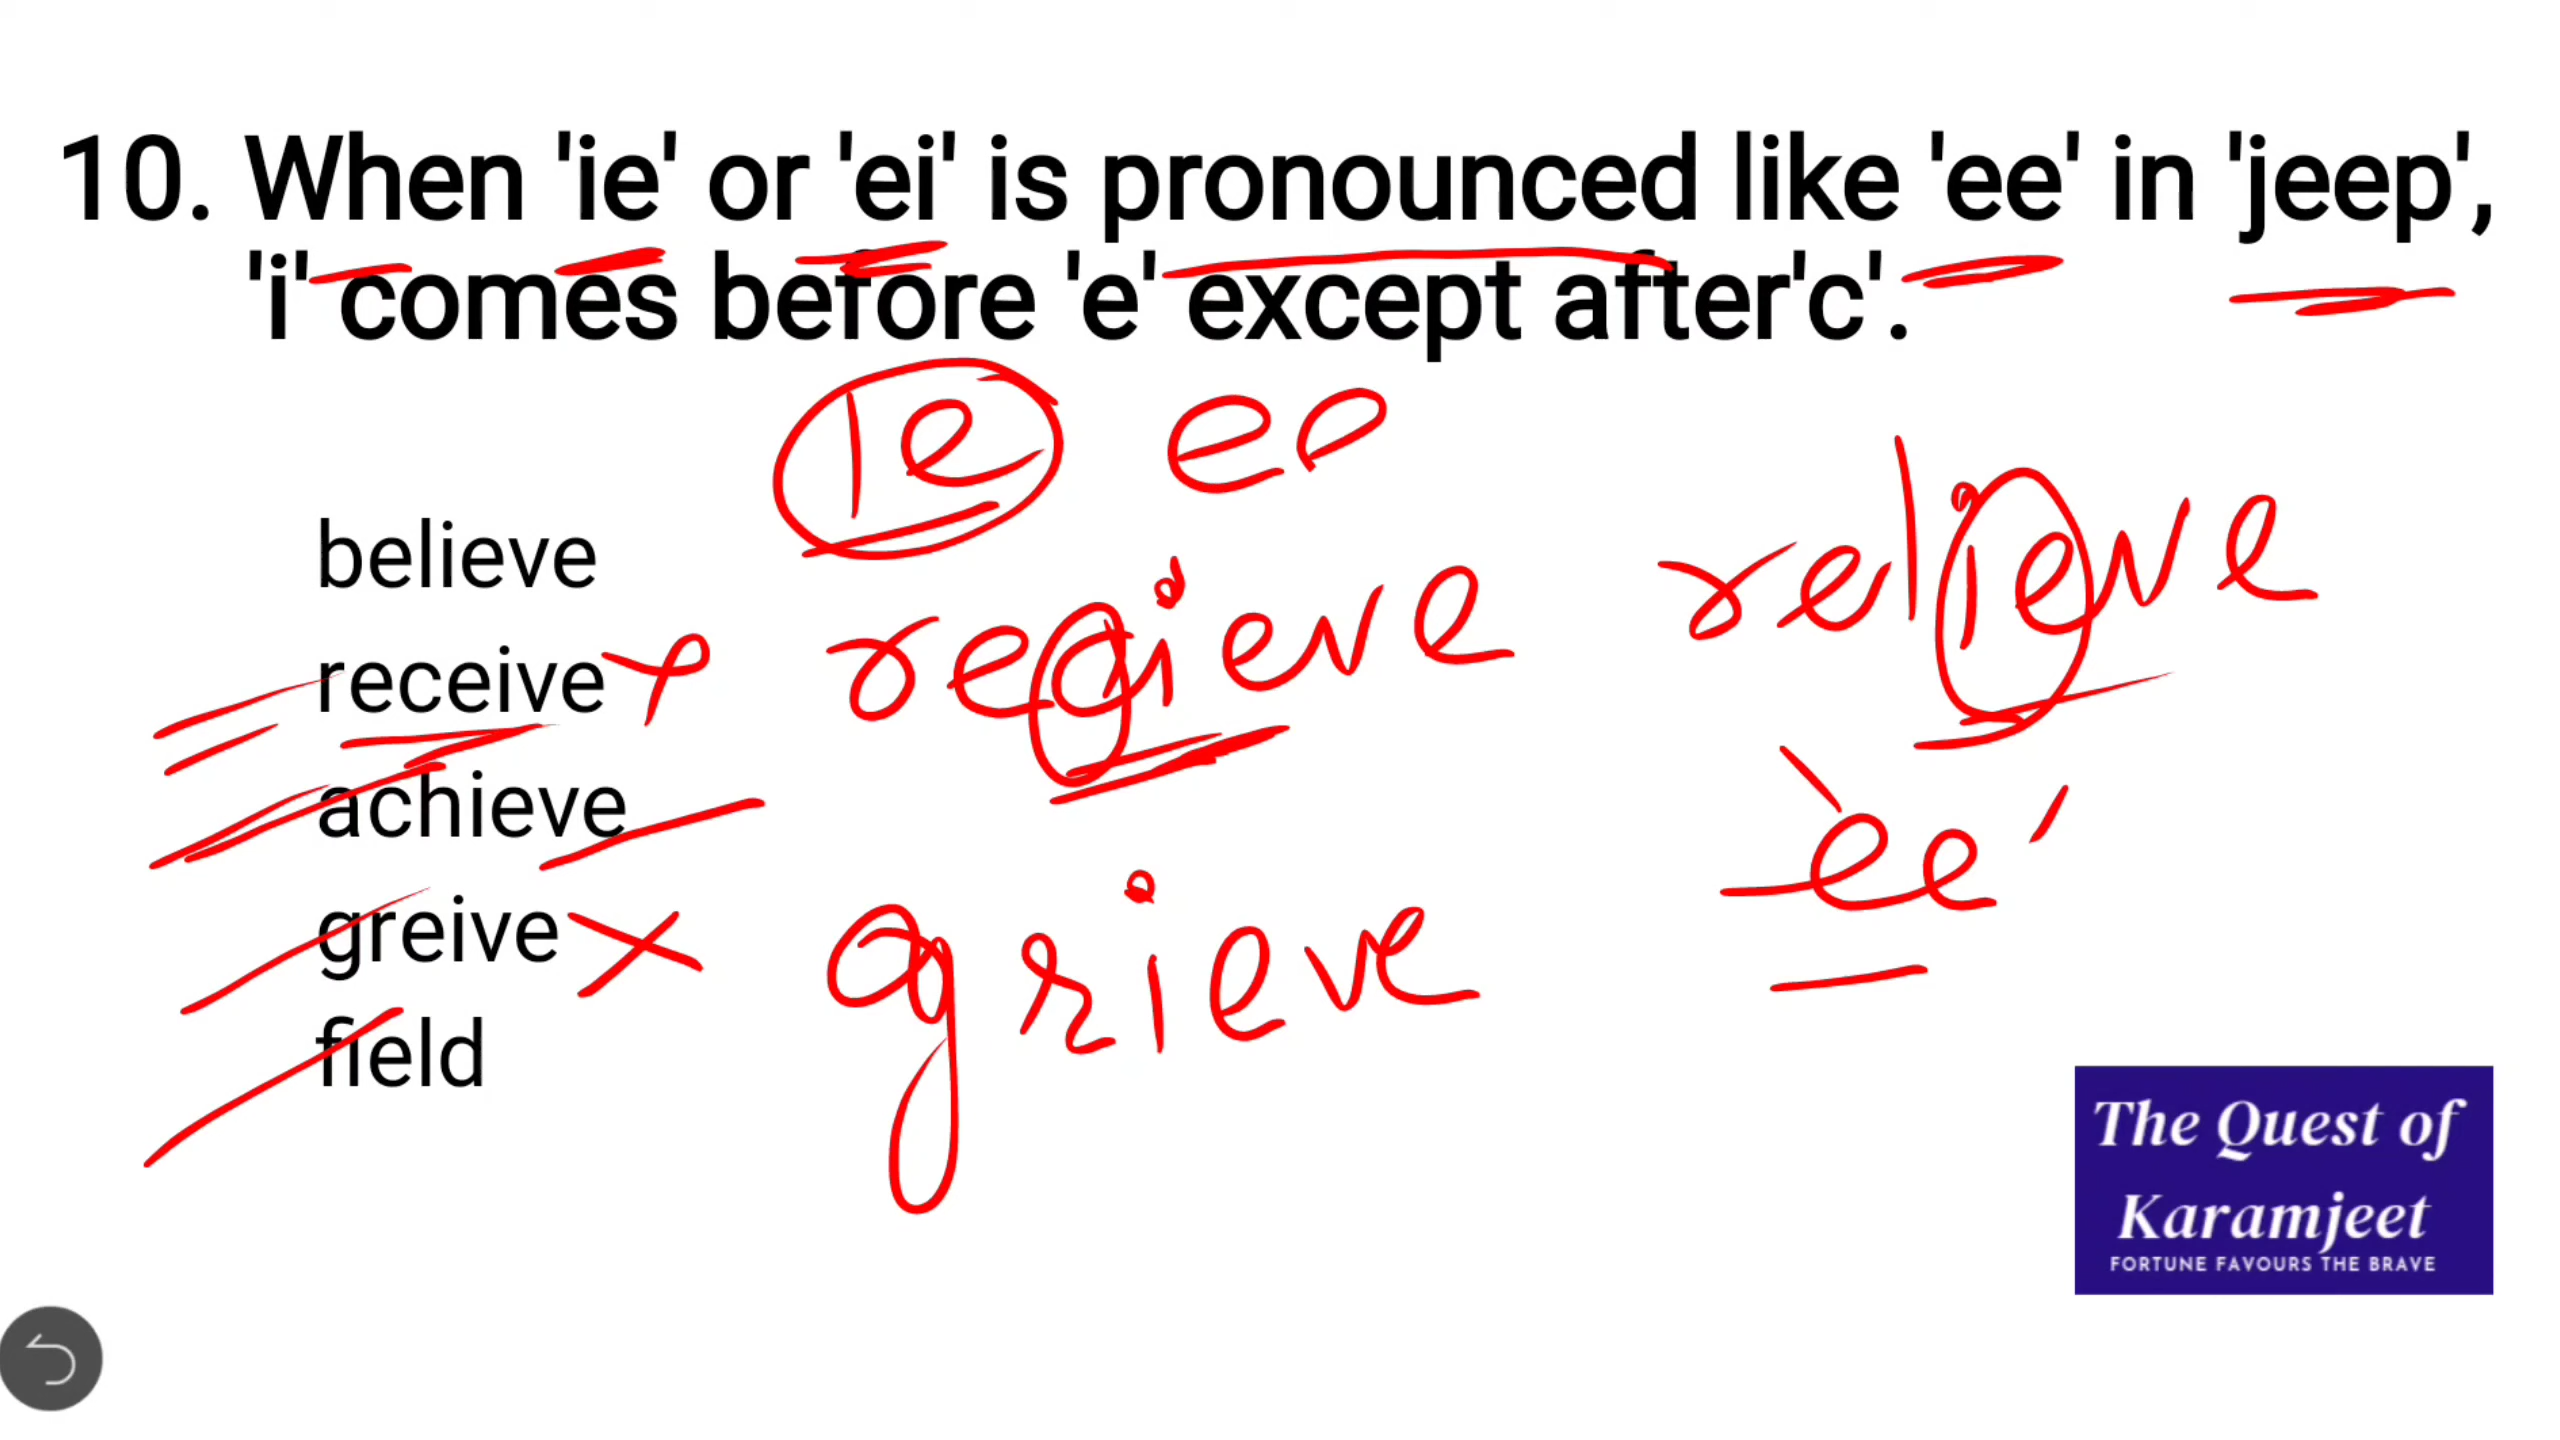 10. When 'ie' or 'ei' is pronounced like 'ee' in 'jeep',
'i' comes before 'e' except after'c'.
ie ee
believe
relieve
receive recieve
achieve
'ee'
greive grieve
field
The Quest of
Karamjeet
FORTUNE FAVOURS THE BRAVE